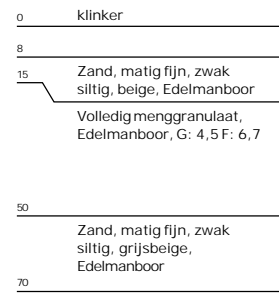 0 klinker
8
15 Zand, matig fijn, zwak
siltig, beige, Edelmanboor
Volledig menggranulaat,
Edelmanboor, G: 4,5 F: 6,7
50
Zand, matig fijn, zwak
siltig, grijsbeige,
Edelmanboor
70